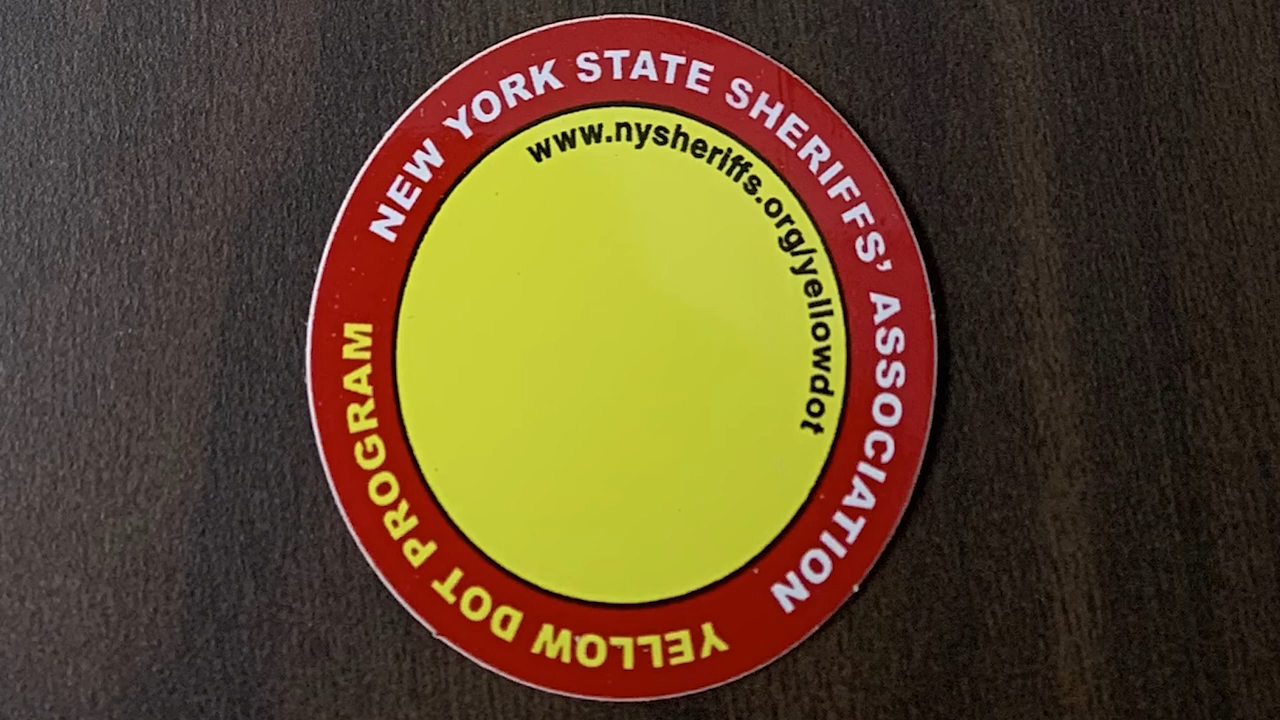 NEW YORK STATE SHERIFFS' ASSOCIATION
YELLOW DOT PROGRAM
www.nysheriffs.org/yellowdot